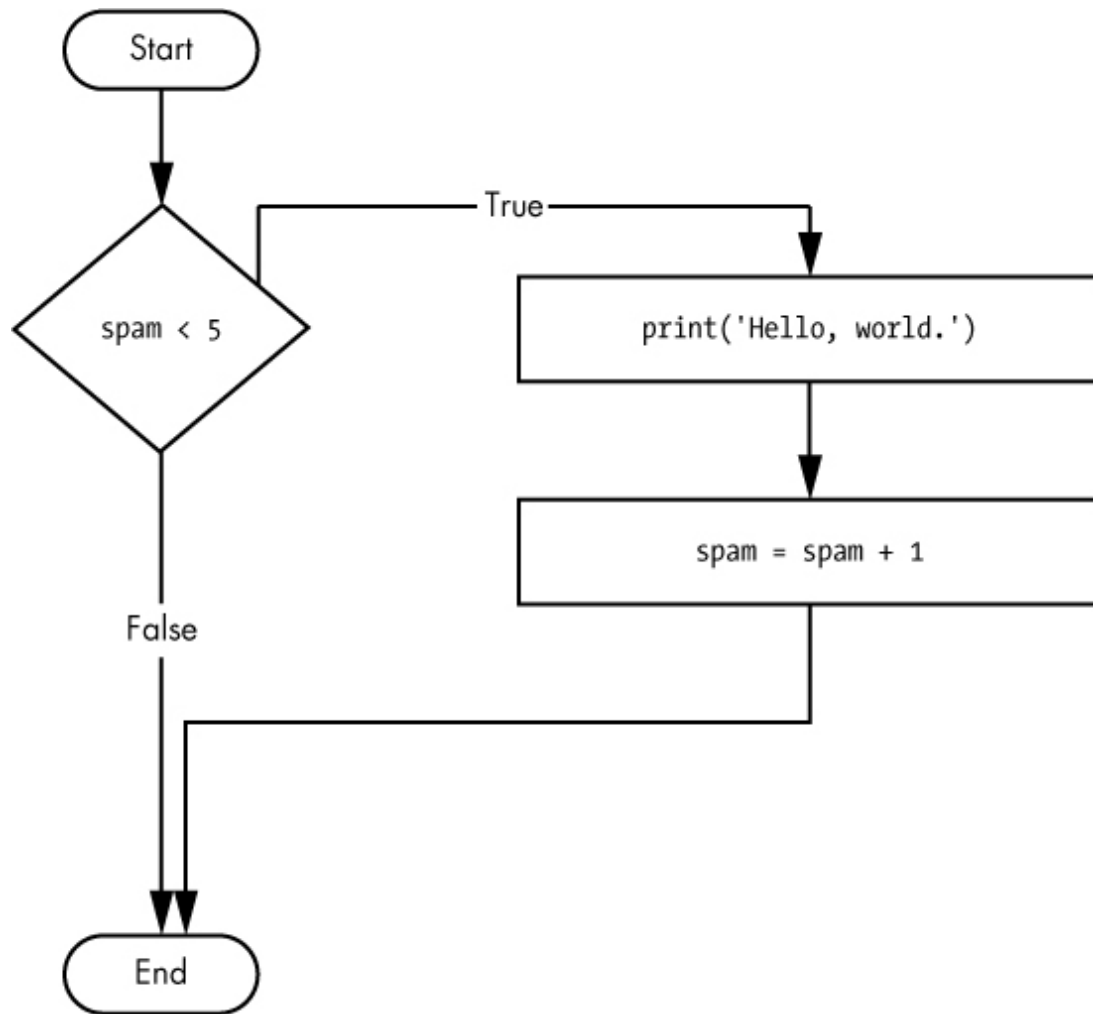 Start
True
spam < 5
print('Hello, world.')
spam = spam + 1
False
End